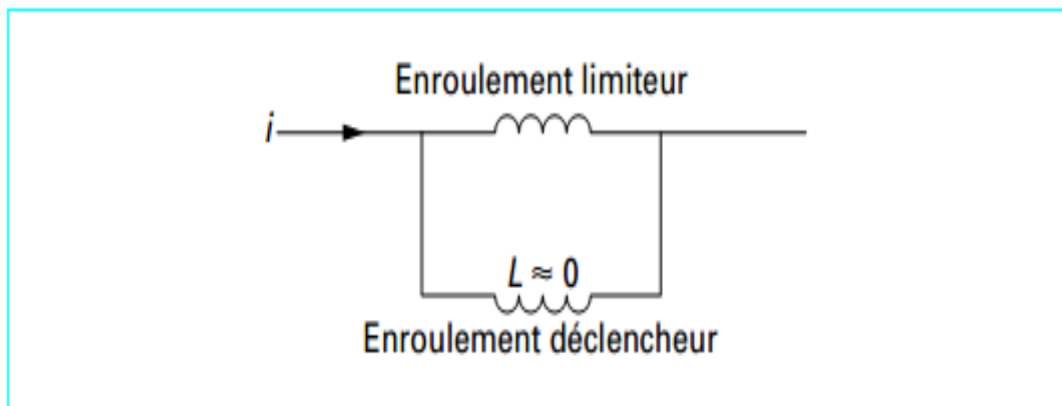 Enroulement limiteur
i
L ≈ 0
Enroulement déclencheur